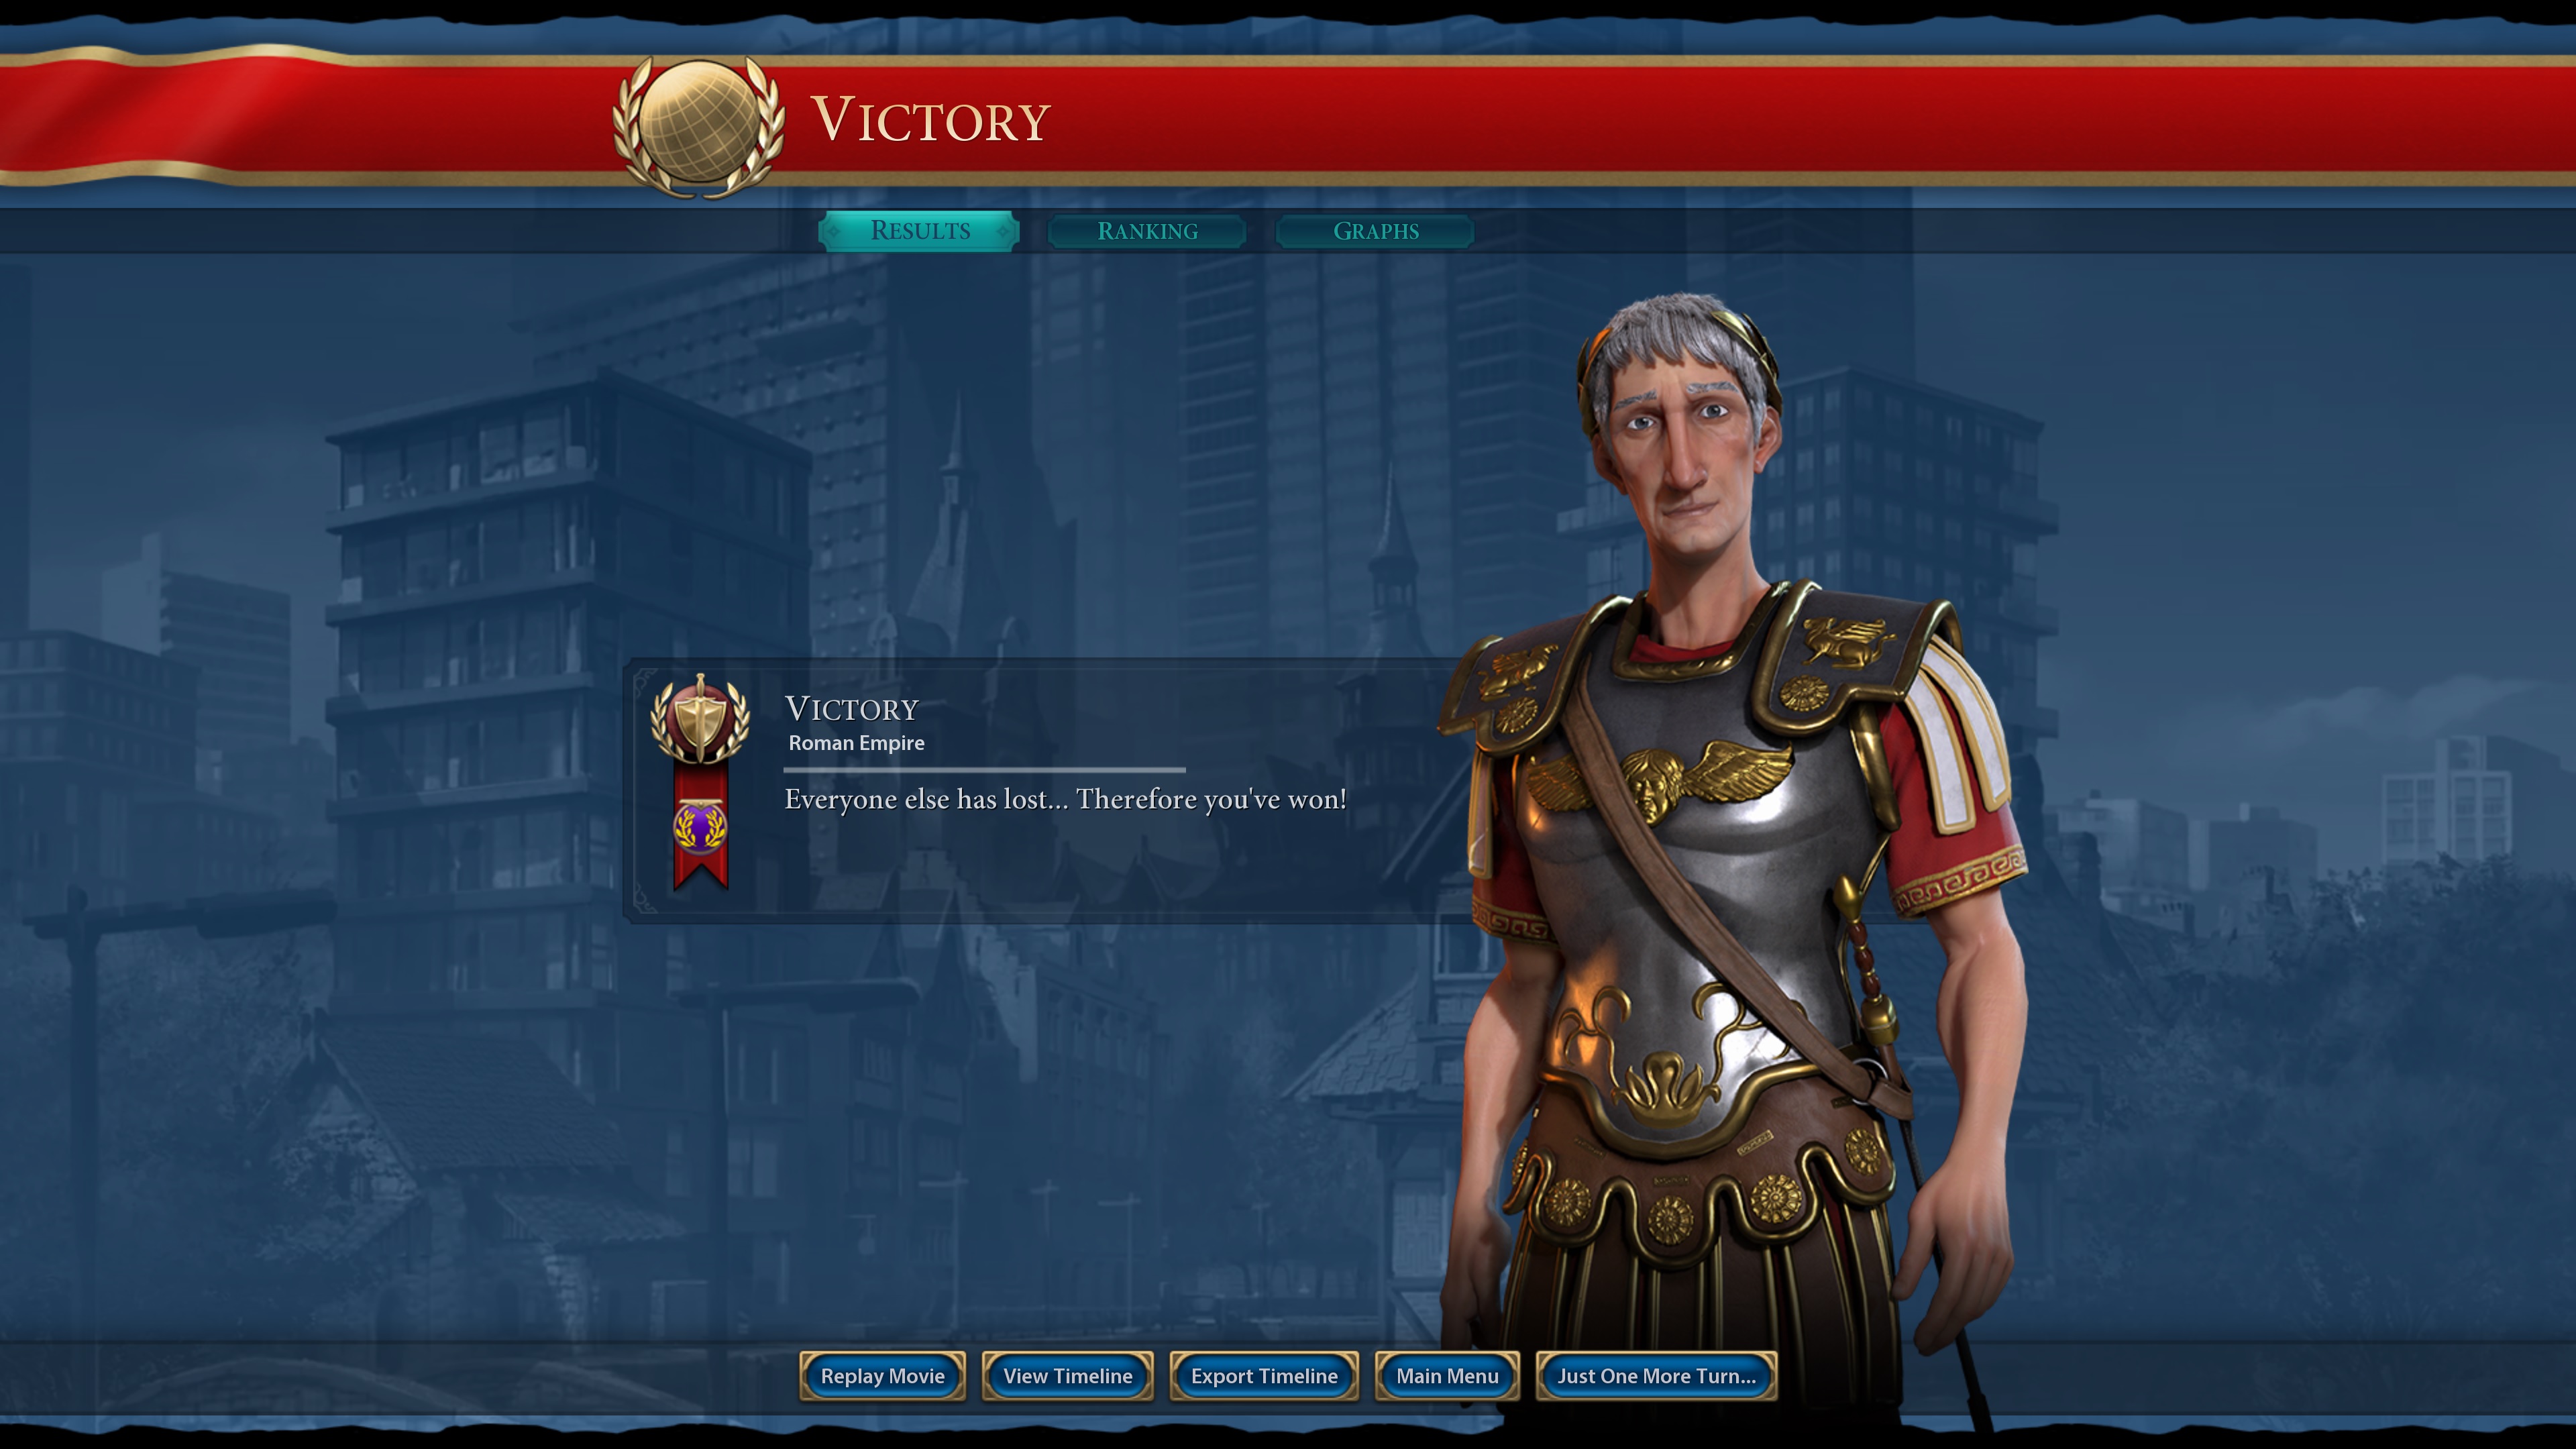 VICTORY
RESULTS
RANKING
GRAPHS
VICTORY
Roman Empire
Everyone else has lost... Therefore you've won!
Replay Movie
View Timeline
Export Timeline
Main Menu
Just One More Turn...